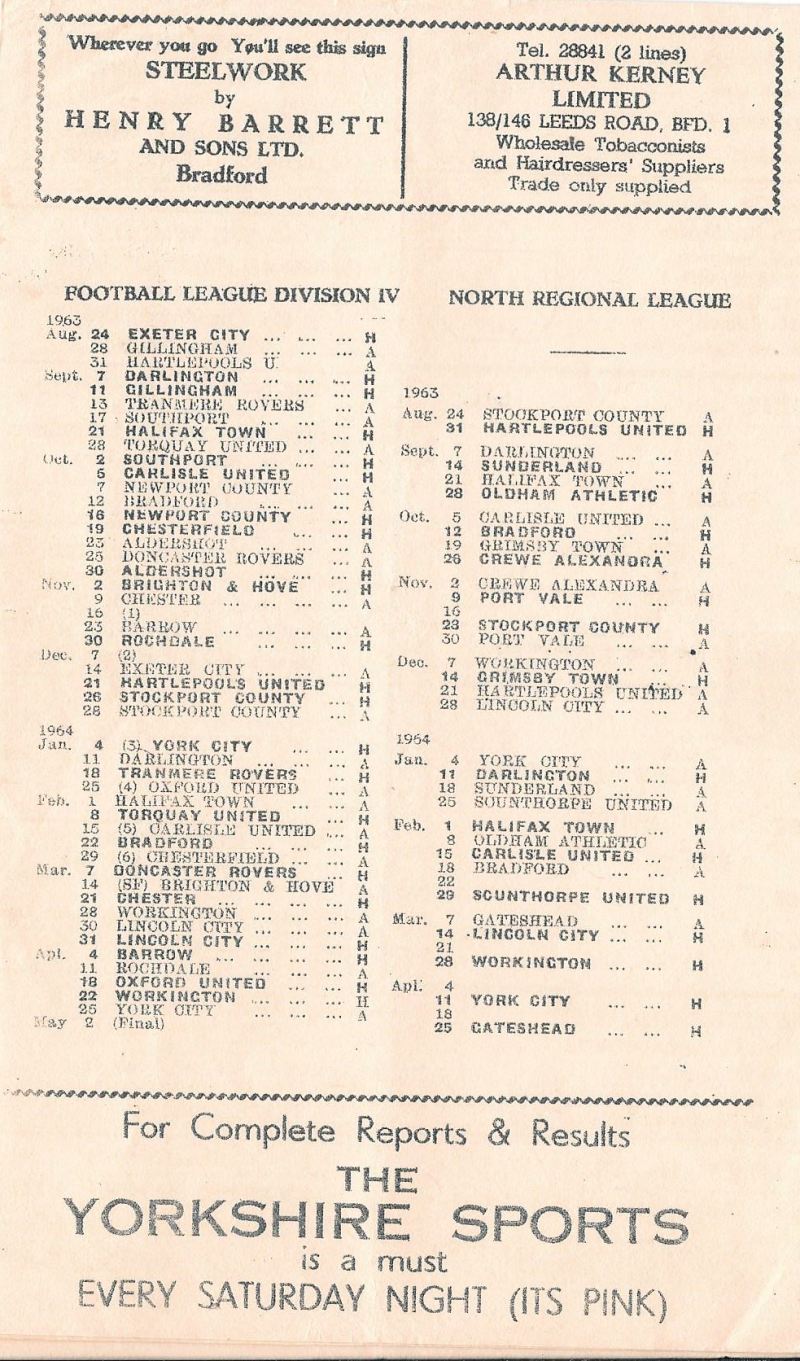 Wherever you go You'll see this sign
STEELWORK
by
HENRY BARRETT
AND SONS LTD.
Bradford
Tel. 28841 (2 lines)
ARTHUR KERNEY
LIMITED
138/146 LEEDS ROAD, BFD. 1
Wholesale Tobacconists
and Hairdressers' Suppliers
Trade only supplied
FOOTBALL LEAGUE DIVISION IV
1963
Aug. 24 EXETER CITY ... ... ... H
28 GILLINGHAM ... ... ... A
31 HARTLEPOOLS U. A
Sept. 7 DARLINGTON ... ... ... H
11 GILLINGHAM ... ... ... H
13 TRANMERE ROVERS ... A
17 SOUTHPORT ... ... ... A
21 HALIFAX TOWN ... ... H
28 TORQUAY UNITED ... ... A
Oct. 2 SOUTHPORT ... ... ... H
5 CARLISLE UNITED ... ... H
7 NEWPORT COUNTY ... A
12 BRADFORD ... ... ... A
16 NEWPORT COUNTY ... H
19 CHESTERFIELD ... ... H
23 ALDERSHOT ... ... ... A
25 DONCASTER ROVERS ... A
30 ALDERSHOT ... ... ... H
Nov. 2 BRIGHTON & HOVE ... H
9 CHESTER ... ... ... ... A
16 (1)
23 BARROW ... ... ... ... A
30 ROCHDALE ... ... ... H
Dec. 7 (2)
14 EXETER CITY ... ... ... A
21 HARTLEPOOLS UNITED H
26 STOCKPORT COUNTY ... H
28 STOCKPORT COUNTY ... A
1964
Jan. 4 (3) YORK CITY ... ... H
11 DARLINGTON ... ... ... A
18 TRANMERE ROVERS ... H
25 (4) OXFORD UNITED ... A
Feb. 1 HALIFAX TOWN ... ... A
8 TORQUAY UNITED ... ... H
15 (5) CARLISLE UNITED ... A
22 BRADFORD ... ... ... H
29 (6) CHESTERFIELD ... ... A
Mar. 7 DONCASTER ROVERS ... H
14 (SF) BRIGHTON & HOVE A
21 CHESTER ... ... ... ... H
28 WORKINGTON ... ... ... A
30 LINCOLN CITY ... ... ... A
31 LINCOLN CITY ... ... ... H
Apl. 4 BARROW ... ... ... ... H
11 ROCHDALE ... ... ... A
18 OXFORD UNITED ... ... H
22 WORKINGTON ... ... ... H
25 YORK CITY ... ... ... A
May 2 (Final)
NORTH REGIONAL LEAGUE
1963
Aug. 24 STOCKPORT COUNTY A
31 HARTLEPOOLS UNITED H
Sept. 7 DARLINGTON ... ... A
14 SUNDERLAND ... ... H
21 HALIFAX TOWN ... A
28 OLDHAM ATHLETIC H
Oct. 5 CARLISLE UNITED ... A
12 BRADFORD ... ... H
19 GRIMSBY TOWN ... A
26 CREWE ALEXANDRA H
Nov. 2 CREWE ALEXANDRA A
9 PORT VALE ... ... H
16
23 STOCKPORT COUNTY H
30 PORT VALE ... ... A
Dec. 7 WORKINGTON ... ... A
14 GRIMSBY TOWN ... H
21 HARTLEPOOLS UNITED A
28 LINCOLN CITY ... ... A
1964
Jan. 4 YORK CITY ... ... A
11 DARLINGTON ... ... H
18 SUNDERLAND ... ... A
25 SOUNTHORPE UNITED A
Feb. 1 HALIFAX TOWN ... H
8 OLDHAM ATHLETIC A
15 CARLISLE UNITED ... H
18 BRADFORD ... ... A
22
29 SCUNTHORPE UNITED H
Mar. 7 GATESHEAD ... ... A
14 LINCOLN CITY ... ... H
21
28 WORKINGTON ... ... H
Apl. 4
11 YORK CITY ... ... H
18
25 GATESHEAD ... ... H
For Complete Reports & Results
THE
YORKSHIRE SPORTS
is a must
EVERY SATURDAY NIGHT (ITS PINK)